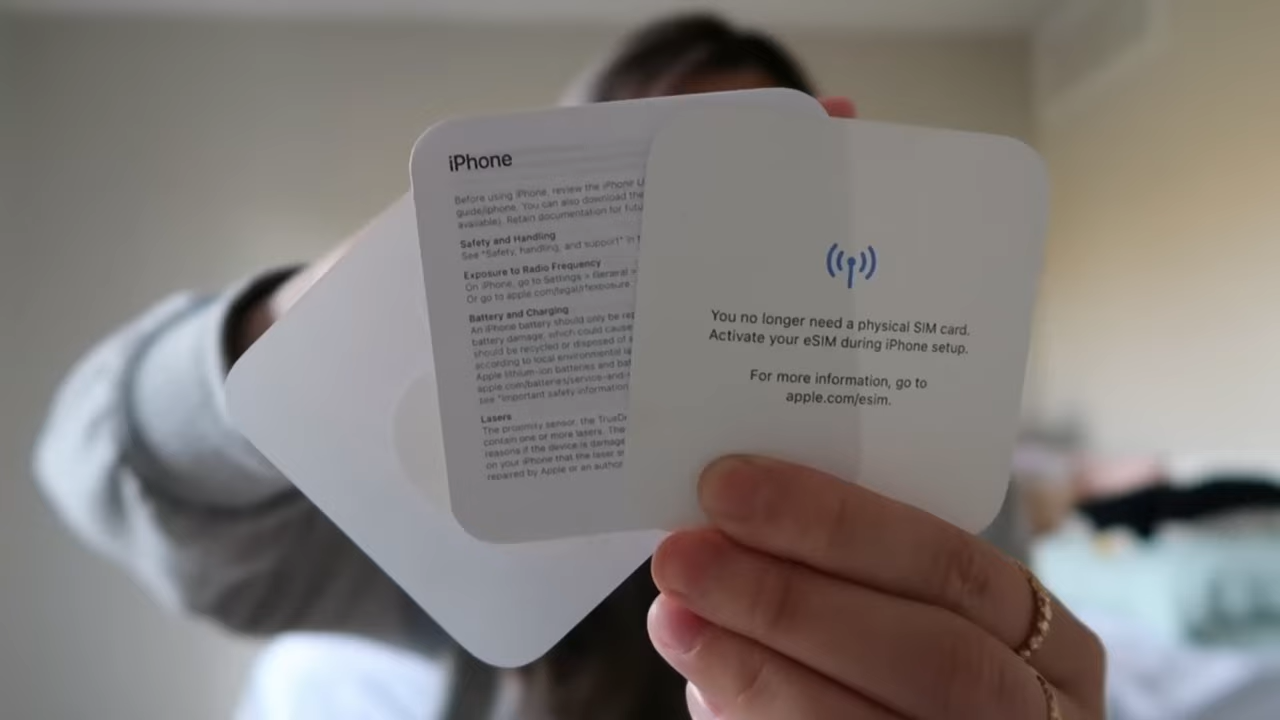 iPhone
Before using iPhone, review the iPhone U
guide/iphone. You can also download the
available). Retain documentation for futu
Safety and Handling
See "Safety, handling, and support" in
Exposure to Radio Frequency
On iPhone, go to Settings > General >
Or go to apple.com/legal/rfexposure.
Battery and Charging
An iPhone battery should only be rep
battery damage, which could cause
should be recycled or disposed of s
according to local environmental
Apple lithium-ion batteries and bat
apple.com/batteries/service-and-
see "Important safety information
Lasers
The proximity sensor, the TrueD
contain one or more lasers. The
reasons if the device is damage
on your iPhone that the laser
repaired by Apple or an author
You no longer need a physical SIM card.
Activate your eSIM during iPhone setup.
For more information, go to
apple.com/esim.